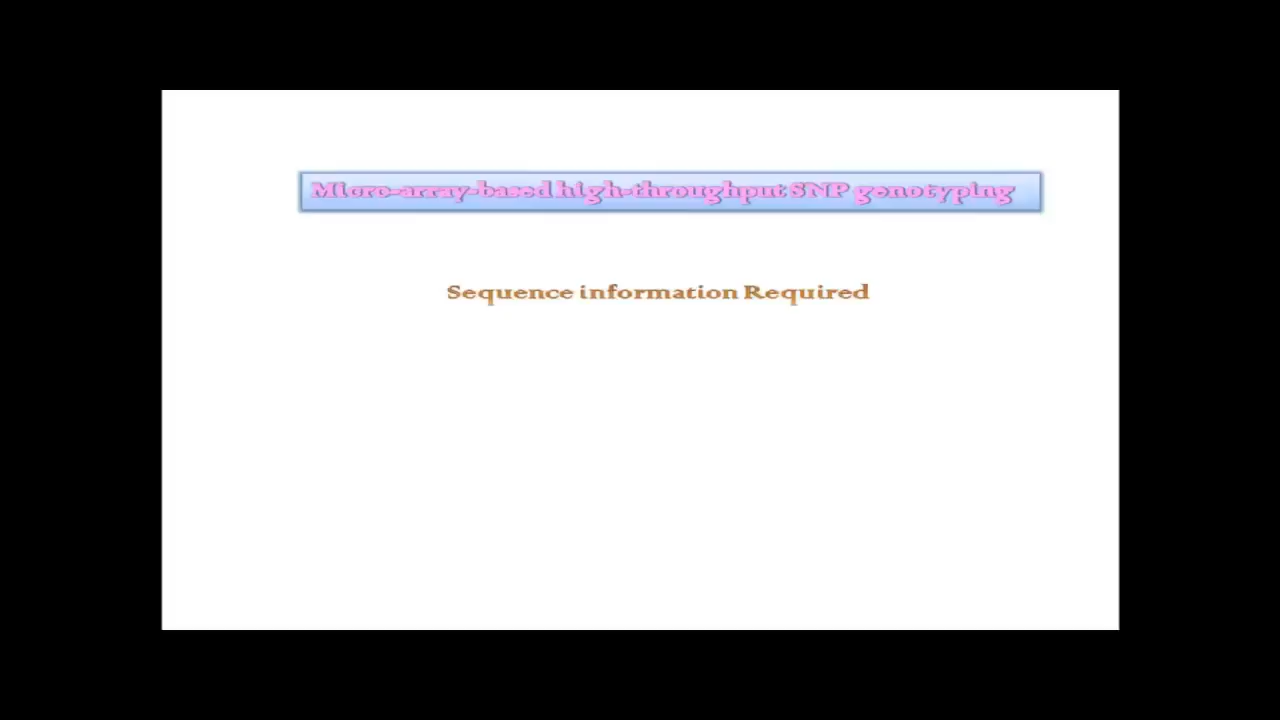 Micro-array-based high-throughput SNP genotyping
Sequence information Required